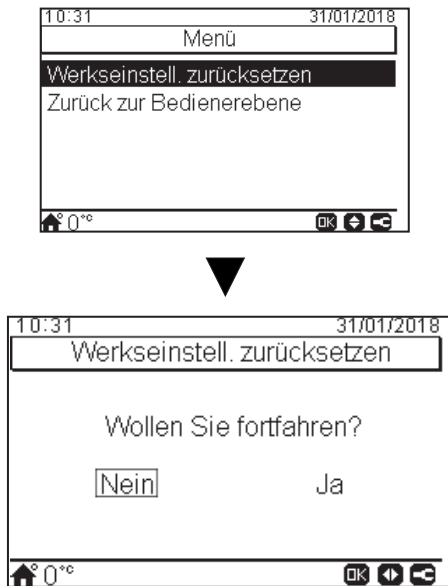 10:31 31/01/2018
Menü
Werkseinstell. zurücksetzen
Zurück zur Bedienerebene
0°C OK
10:31 31/01/2018
Werkseinstell. zurücksetzen
Wollen Sie fortfahren?
Nein Ja
0°C OK